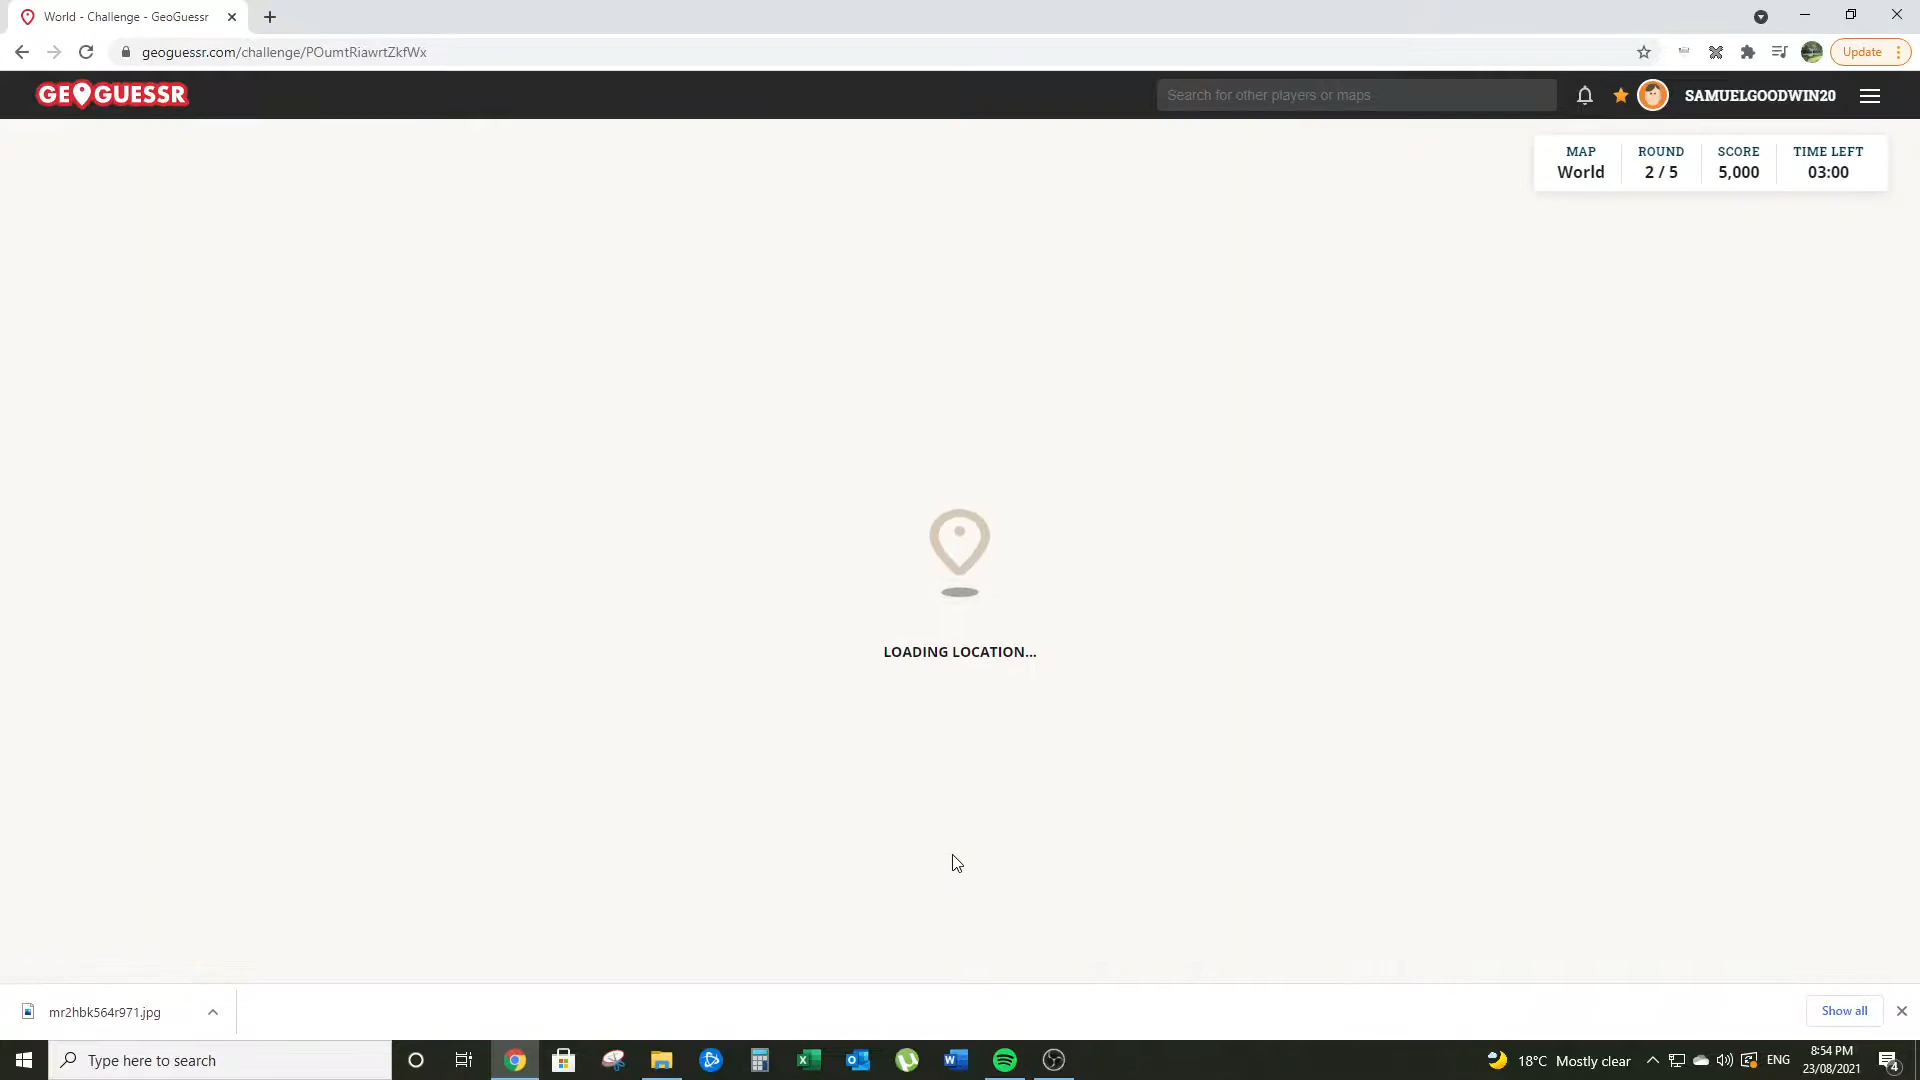 World - Challenge - GeoGuessr
geoguessr.com/challenge/POumtRiawrtZkfWx
Update
GEOGUESSR
Search for other players or maps
SAMUELGOODWIN20
MAP ROUND SCORE TIME LEFT
World 2 / 5 5,000 03:00
LOADING LOCATION...
mr2hbk564r971.jpg
Show all
Type here to search
18°C Mostly clear
ENG
8:54 PM
23/08/2021
4